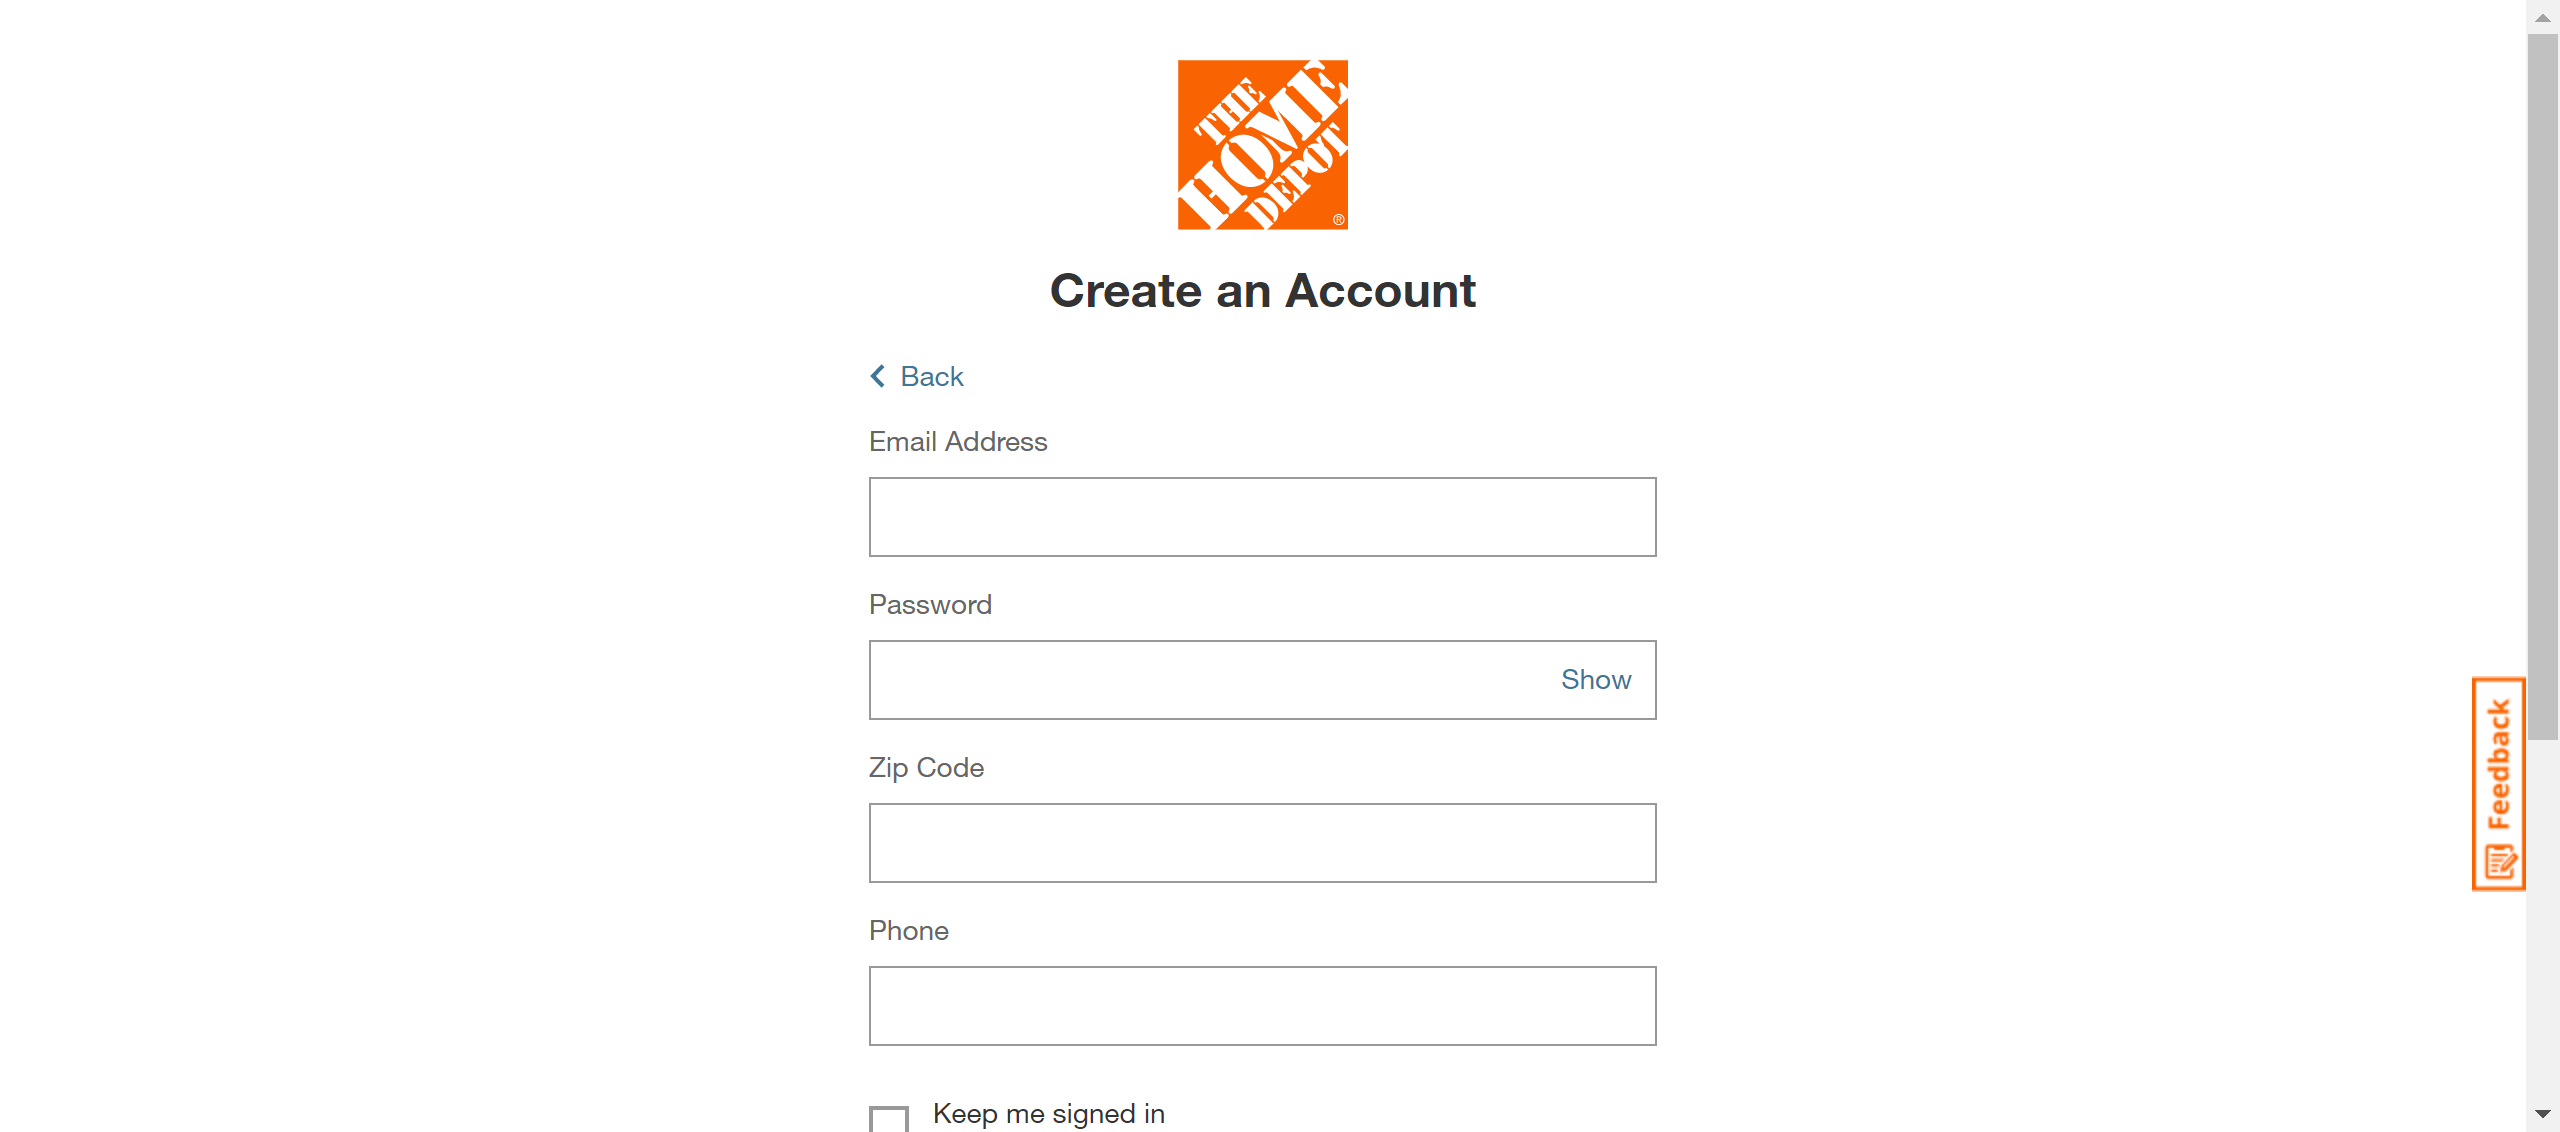 THE
HOME
DEPOT
®
Create an Account
Back
Email Address
Password
Show
Zip Code
Phone
Keep me signed in
Feedback